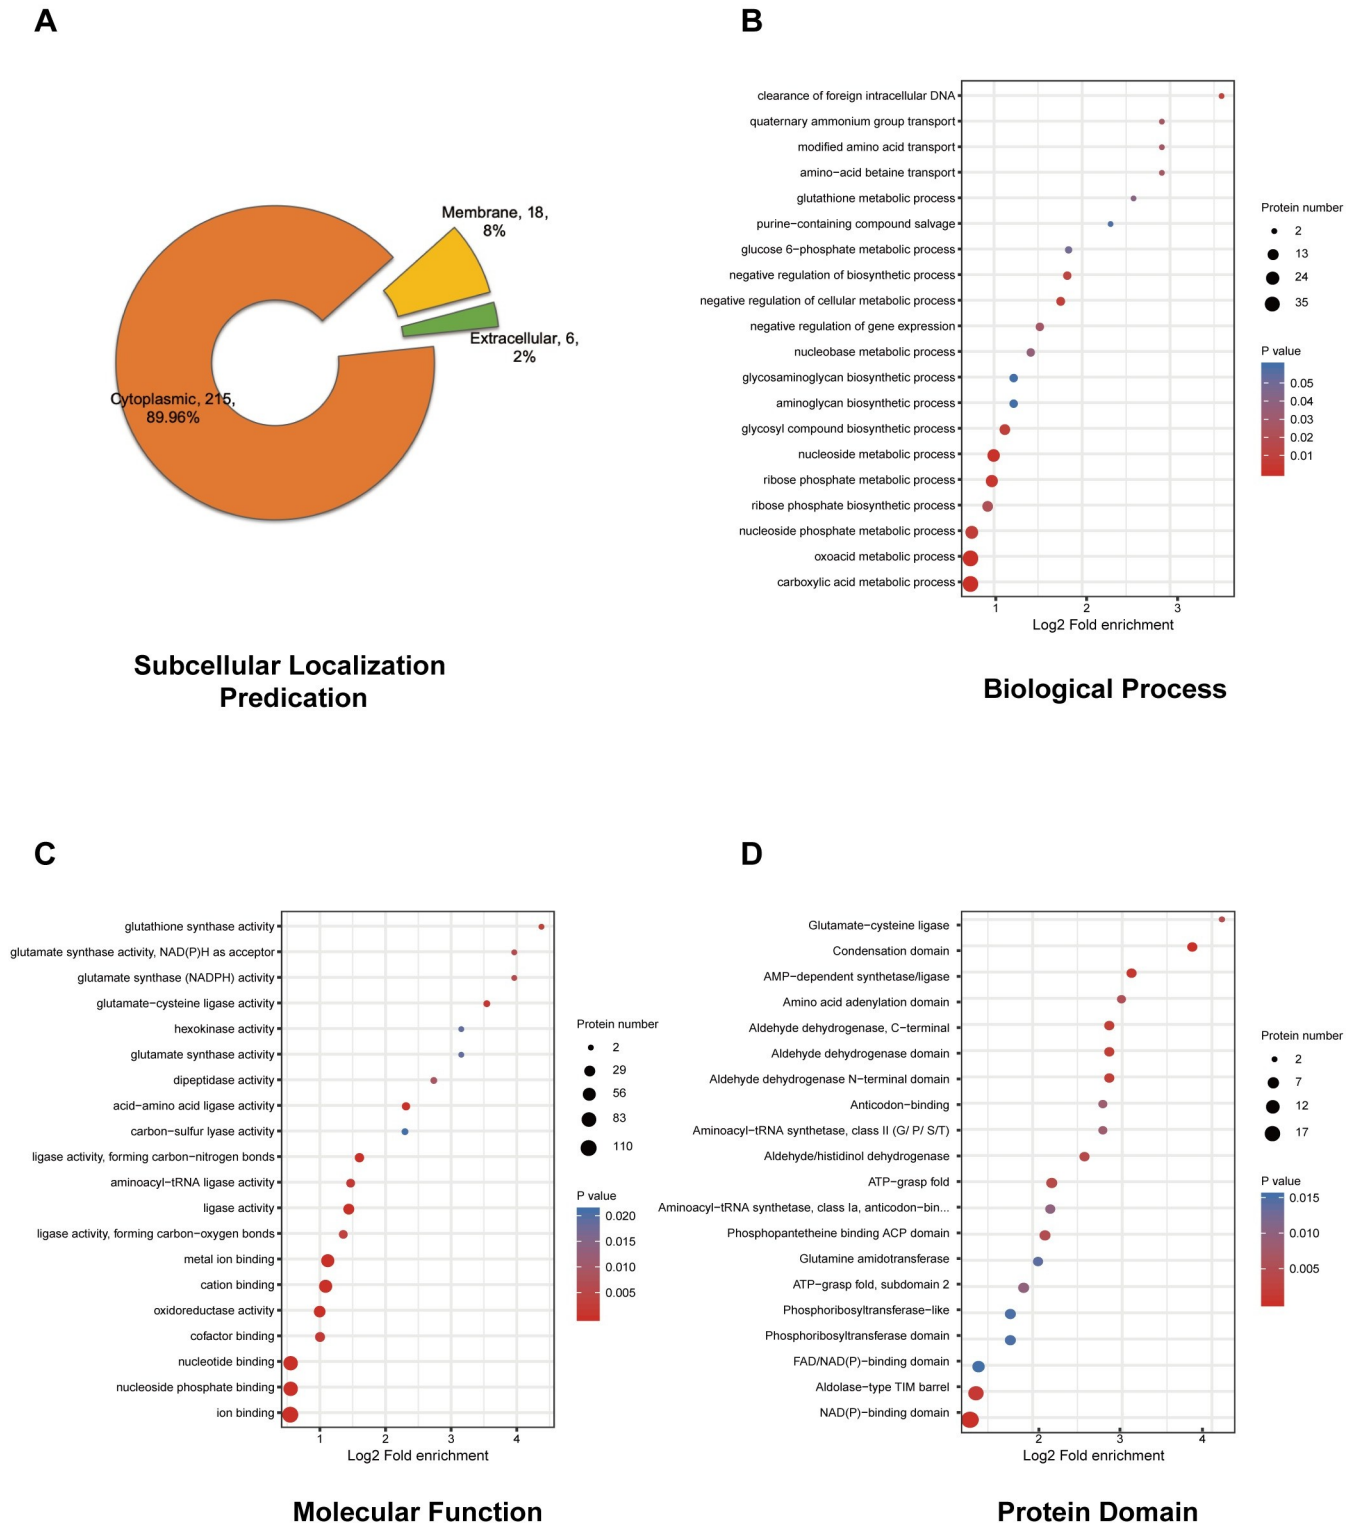 A
Membrane, 18,
8%
Extracellular, 6,
2%
Cytoplasmic, 215,
89.96%
Subcellular Localization
Predication
B
clearance of foreign intracellular DNA
quaternary ammonium group transport
modified amino acid transport
amino−acid betaine transport
glutathione metabolic process
purine−containing compound salvage
glucose 6−phosphate metabolic process
negative regulation of biosynthetic process
negative regulation of cellular metabolic process
negative regulation of gene expression
nucleobase metabolic process
glycosaminoglycan biosynthetic process
aminoglycan biosynthetic process
glycosyl compound biosynthetic process
nucleoside metabolic process
ribose phosphate metabolic process
ribose phosphate biosynthetic process
nucleoside phosphate metabolic process
oxoacid metabolic process
carboxylic acid metabolic process
1 2 3
Log2 Fold enrichment
Protein number
2
13
24
35
P value
0.05
0.04
0.03
0.02
0.01
Biological Process
C
glutathione synthase activity
glutamate synthase activity, NAD(P)H as acceptor
glutamate synthase (NADPH) activity
glutamate−cysteine ligase activity
hexokinase activity
glutamate synthase activity
dipeptidase activity
acid−amino acid ligase activity
carbon−sulfur lyase activity
ligase activity, forming carbon−nitrogen bonds
aminoacyl−tRNA ligase activity
ligase activity
ligase activity, forming carbon−oxygen bonds
metal ion binding
cation binding
oxidoreductase activity
cofactor binding
nucleotide binding
nucleoside phosphate binding
ion binding
1 2 3 4
Log2 Fold enrichment
Protein number
2
29
56
83
110
P value
0.020
0.015
0.010
0.005
Molecular Function
D
Glutamate−cysteine ligase
Condensation domain
AMP−dependent synthetase/ligase
Amino acid adenylation domain
Aldehyde dehydrogenase, C−terminal
Aldehyde dehydrogenase domain
Aldehyde dehydrogenase N−terminal domain
Anticodon−binding
Aminoacyl−tRNA synthetase, class II (G/ P/ S/T)
Aldehyde/histidinol dehydrogenase
ATP−grasp fold
Aminoacyl−tRNA synthetase, class Ia, anticodon−bin...
Phosphopantetheine binding ACP domain
Glutamine amidotransferase
ATP−grasp fold, subdomain 2
Phosphoribosyltransferase−like
Phosphoribosyltransferase domain
FAD/NAD(P)−binding domain
Aldolase−type TIM barrel
NAD(P)−binding domain
2 3 4
Log2 Fold enrichment
Protein number
2
7
12
17
P value
0.015
0.010
0.005
Protein Domain